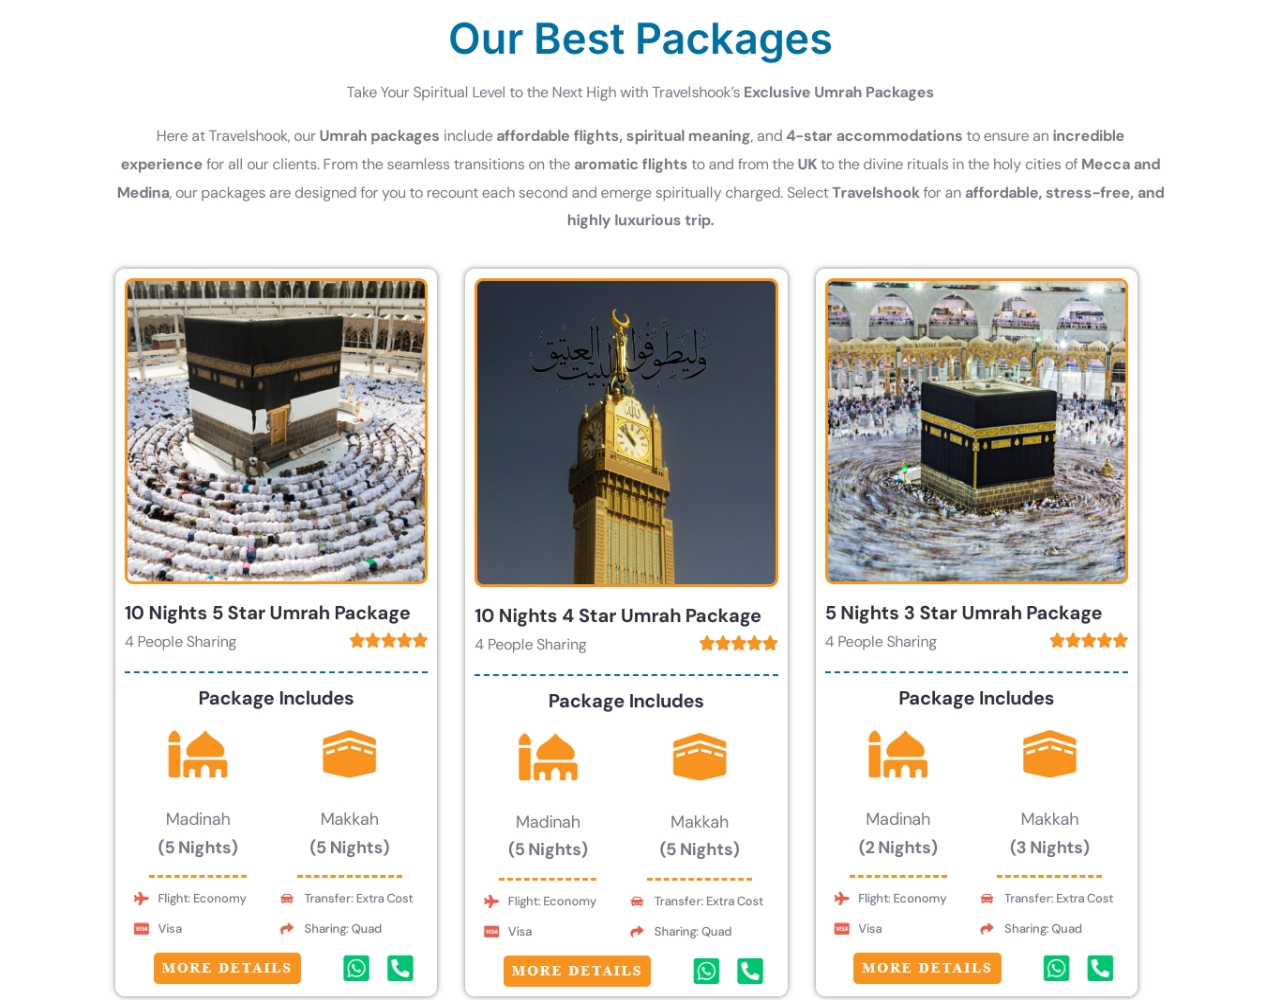 Our Best Packages
Take Your Spiritual Level to the Next High with Travelshook's Exclusive Umrah Packages
Here at Travelshook, our Umrah packages include affordable flights, spiritual meaning, and 4-star accommodations to ensure an incredible
experience for all our clients. From the seamless transitions on the aromatic flights to and from the UK to the divine rituals in the holy cities of Mecca and
Medina, our packages are designed for you to recount each second and emerge spiritually charged. Select Travelshook for an affordable, stress-free, and
highly luxurious trip.
وليطوفوا بالبيت العتيق
10 Nights 5 Star Umrah Package
4 People Sharing
Package Includes
Madinah Makkah
(5 Nights) (5 Nights)
Flight: Economy Transfer: Extra Cost
VISA Visa Sharing: Quad
MORE DETAILS
10 Nights 4 Star Umrah Package
4 People Sharing
Package Includes
Madinah Makkah
(5 Nights) (5 Nights)
Flight: Economy Transfer: Extra Cost
VISA Visa Sharing: Quad
MORE DETAILS
5 Nights 3 Star Umrah Package
4 People Sharing
Package Includes
Madinah Makkah
(2 Nights) (3 Nights)
Flight: Economy Transfer: Extra Cost
VISA Visa Sharing: Quad
MORE DETAILS